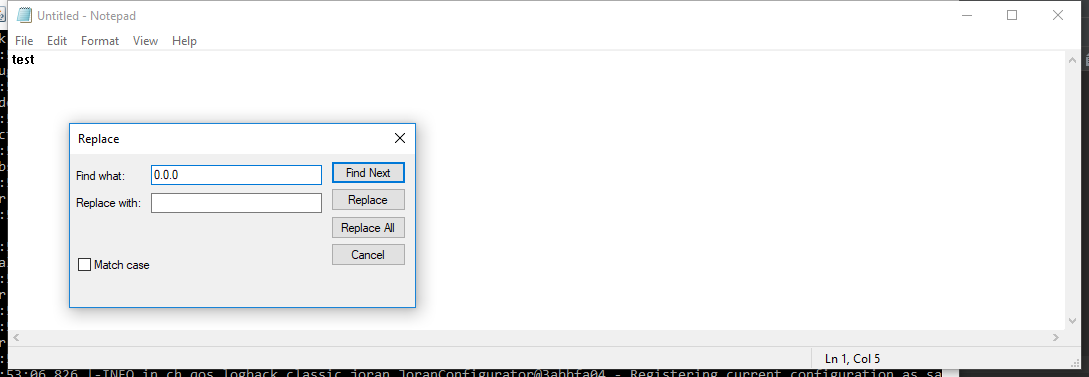 Untitled - Notepad
File Edit Format View Help
test
Replace
Find what: 0.0.0 Find Next
Replace with: Replace
Replace All
Cancel
Match case
Ln 1, Col 5
:53:06,826 |-INFO in ch.qos.logback.classic.joran.JoranConfigurator@3abbfa04 - Registering current configuration as sa